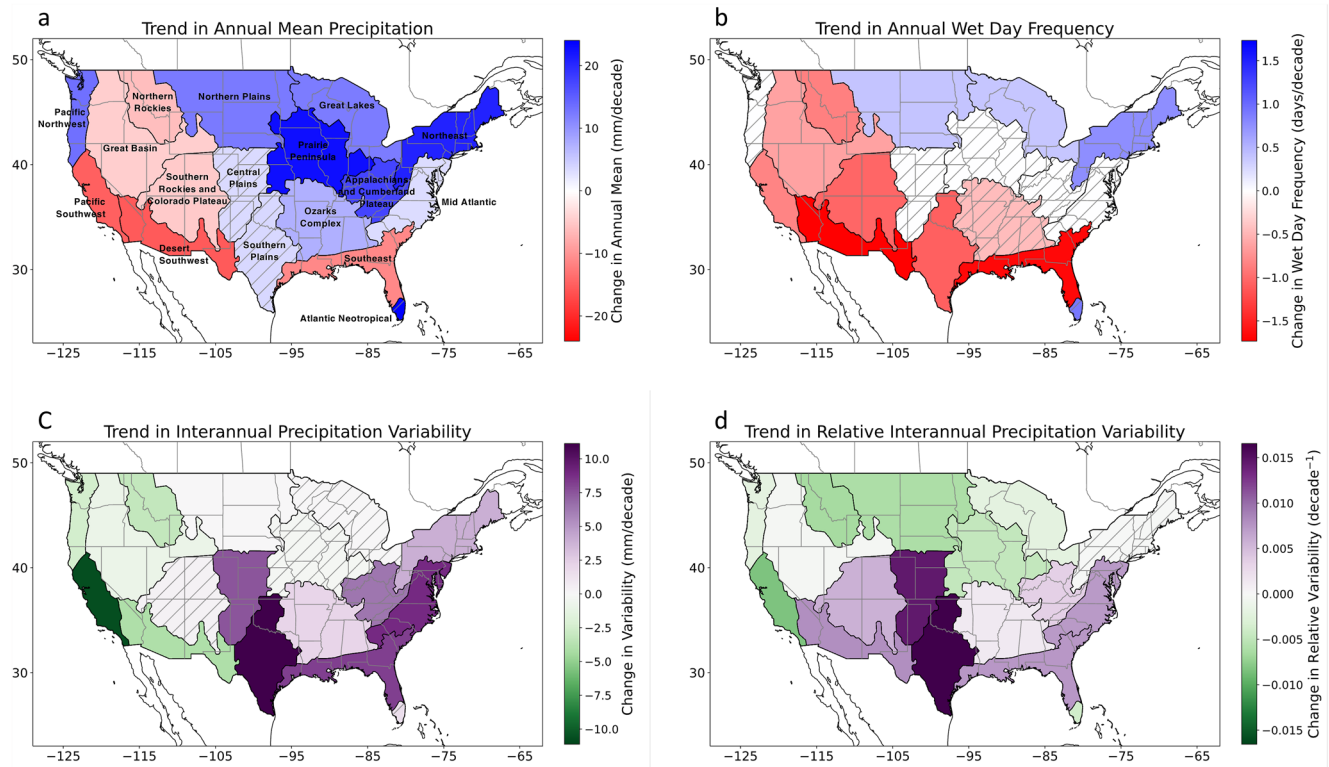 a
Trend in Annual Mean Precipitation
50
40
30
−125
−115
−105
−95
−85
−75
−65
Northern
Rockies
Northern Plains
Great Lakes
Pacific
Northwest
Northeast
Great Basin
Prairie
Peninsula
Central
Plains
Southern
Rockies and
Colorado Plateau
Appalachians
and Cumberland
Plateau
Pacific
Southwest
Mid Atlantic
Ozarks
Complex
Desert
Southwest
Southern
Plains
Southeast
Atlantic Neotropical
20
10
0
−10
−20
Change in Annual Mean (mm/decade)
b
Trend in Annual Wet Day Frequency
50
40
30
−125
−115
−105
−95
−85
−75
−65
1.5
1.0
0.5
0.0
−0.5
−1.0
−1.5
Change in Wet Day Frequency (days/decade)
C
Trend in Interannual Precipitation Variability
50
40
30
−125
−115
−105
−95
−85
−75
−65
10.0
7.5
5.0
2.5
0.0
−2.5
−5.0
−7.5
−10.0
Change in Variability (mm/decade)
d
Trend in Relative Interannual Precipitation Variability
50
40
30
−125
−115
−105
−95
−85
−75
−65
0.015
0.010
0.005
0.000
−0.005
−0.010
−0.015
Change in Relative Variability (decade⁻¹)